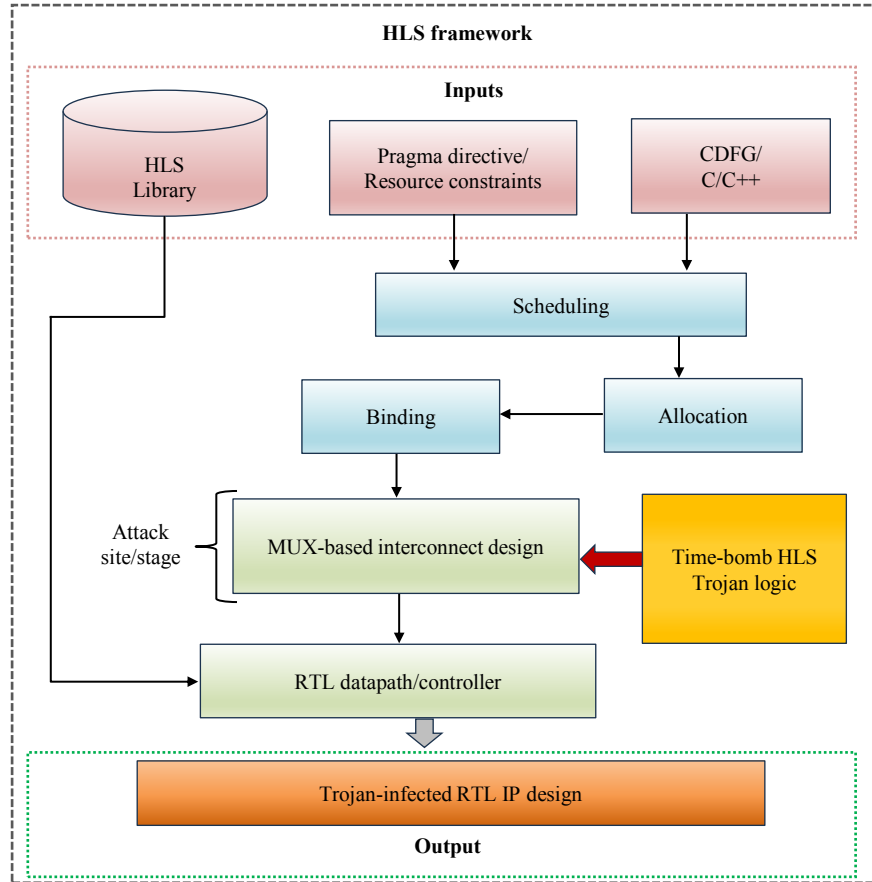 HLS framework
Inputs
HLS
Library
Pragma directive/
Resource constraints
CDFG/
C/C++
Scheduling
Binding
Allocation
Attack
site/stage
MUX-based interconnect design
Time-bomb HLS
Trojan logic
RTL datapath/controller
Trojan-infected RTL IP design
Output